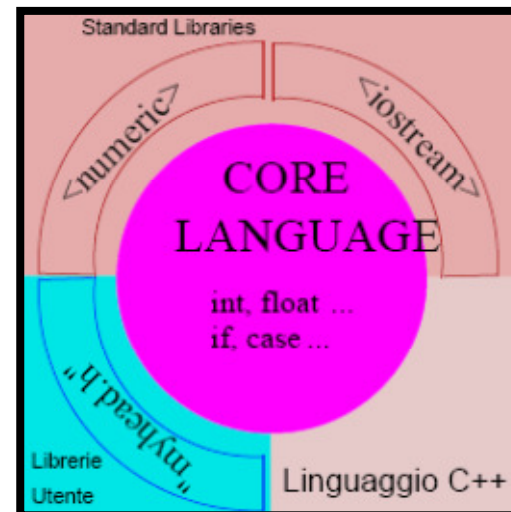 Standard Libraries
<numeric>
<iostream>
CORE
LANGUAGE
int, float ...
if, case ...
"myhead.h"
Librerie
Utente
Linguaggio C++